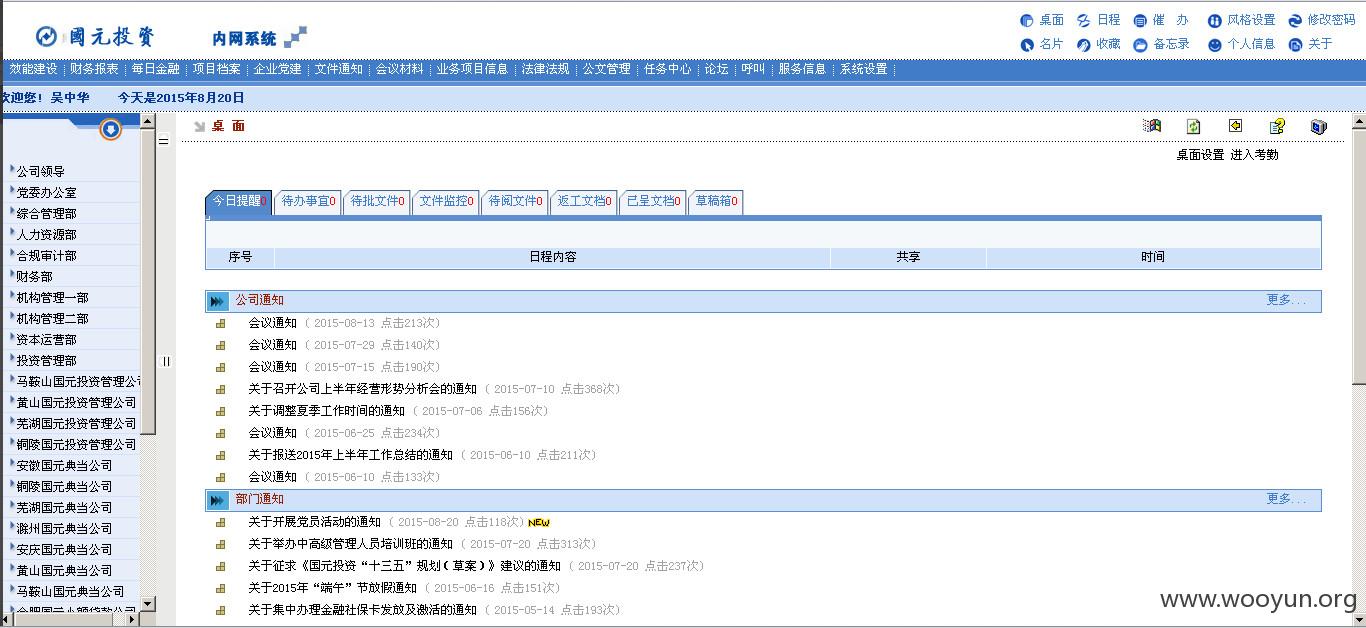 國元投资 内网系统
桌面 日程 催 办 风格设置 修改密码
名片 收藏 备忘录 个人信息 关于
效能建设 财务报表 每日金融 项目档案 企业党建 文件通知 会议材料 业务项目信息 法律法规 公文管理 任务中心 论坛 呼叫 服务信息 系统设置
欢迎您！吴中华 今天是2015年8月20日
公司领导
党委办公室
综合管理部
人力资源部
合规审计部
财务部
机构管理一部
机构管理二部
资本运营部
投资管理部
马鞍山国元投资管理公
黄山国元投资管理公司
芜湖国元投资管理公司
铜陵国元投资管理公司
安徽国元典当公司
铜陵国元典当公司
芜湖国元典当公司
滁州国元典当公司
安庆国元典当公司
黄山国元典当公司
马鞍山国元典当公司
合肥国元小额贷款公司
桌 面
桌面设置 进入考勤
今日提醒0 待办事宜0 待批文件0 文件监控0 待阅文件0 返工文档0 已呈文档0 草稿箱0
序号 日程内容 共享 时间
公司通知 更多...
会议通知 （ 2015-08-13 点击213次）
会议通知 （ 2015-07-29 点击140次）
会议通知 （ 2015-07-15 点击190次）
关于召开公司上半年经营形势分析会的通知 （ 2015-07-10 点击368次）
关于调整夏季工作时间的通知 （ 2015-07-06 点击156次）
会议通知 （ 2015-06-25 点击234次）
关于报送2015年上半年工作总结的通知 （ 2015-06-10 点击211次）
会议通知 （ 2015-06-10 点击133次）
部门通知 更多...
关于开展党员活动的通知 （ 2015-08-20 点击118次） NEW
关于举办中高级管理人员培训班的通知 （ 2015-07-20 点击313次）
关于征求《国元投资“十三五”规划（草案）》建议的通知 （ 2015-07-20 点击237次）
关于2015年“端午”节放假通知 （ 2015-06-16 点击151次）
关于集中办理金融社保卡发放及激活的通知 （ 2015-05-14 点击193次）
www.wooyun.org